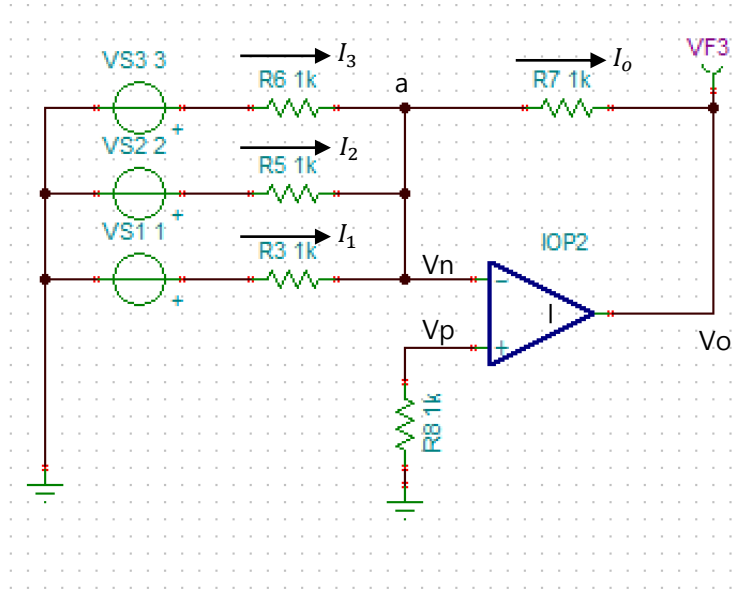 VS3 3
+
R6 1k
I₃
a
R7 1k
Iₒ
VF3
VS2 2
+
R5 1k
I₂
VS1 1
+
R3 1k
I₁
Vn
IOP2
−
I
Vp
+
Vo
R8 1k